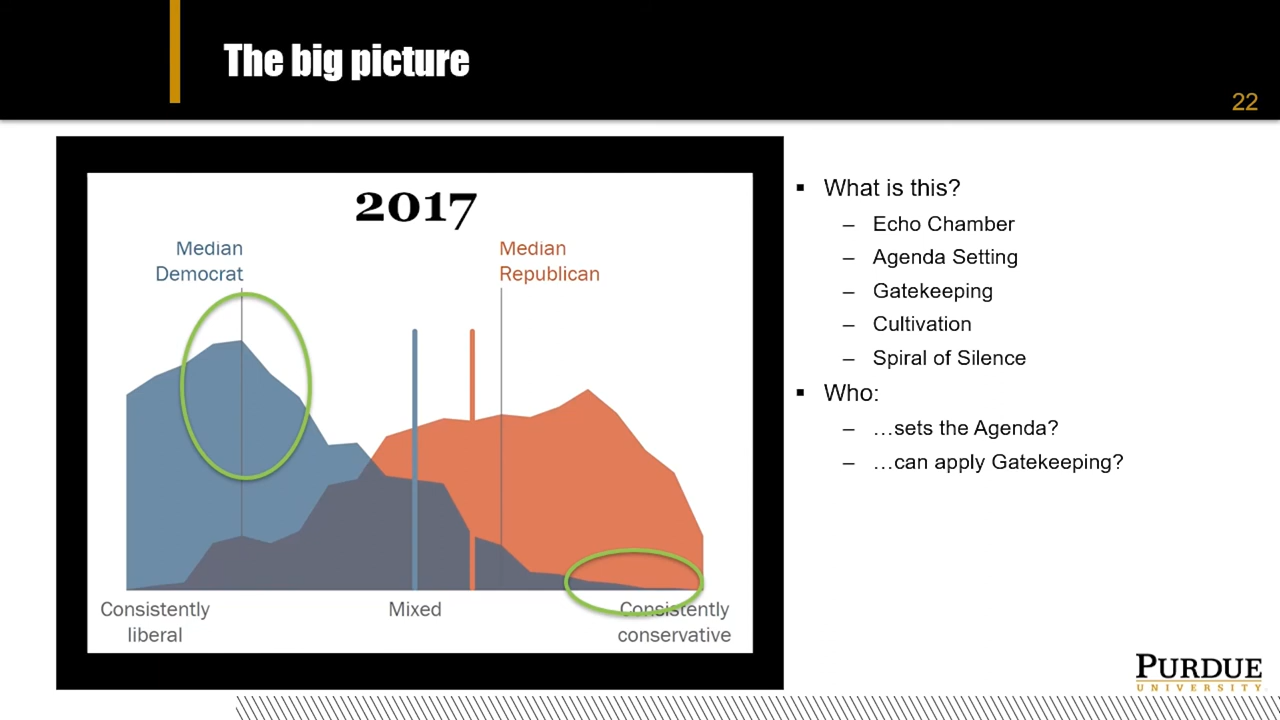 The big picture
22
2017
Median
Democrat
Median
Republican
Consistently
liberal
Mixed
Consistently
conservative
▪ What is this?
– Echo Chamber
– Agenda Setting
– Gatekeeping
– Cultivation
– Spiral of Silence
▪ Who:
– …sets the Agenda?
– …can apply Gatekeeping?
PURDUE
UNIVERSITY